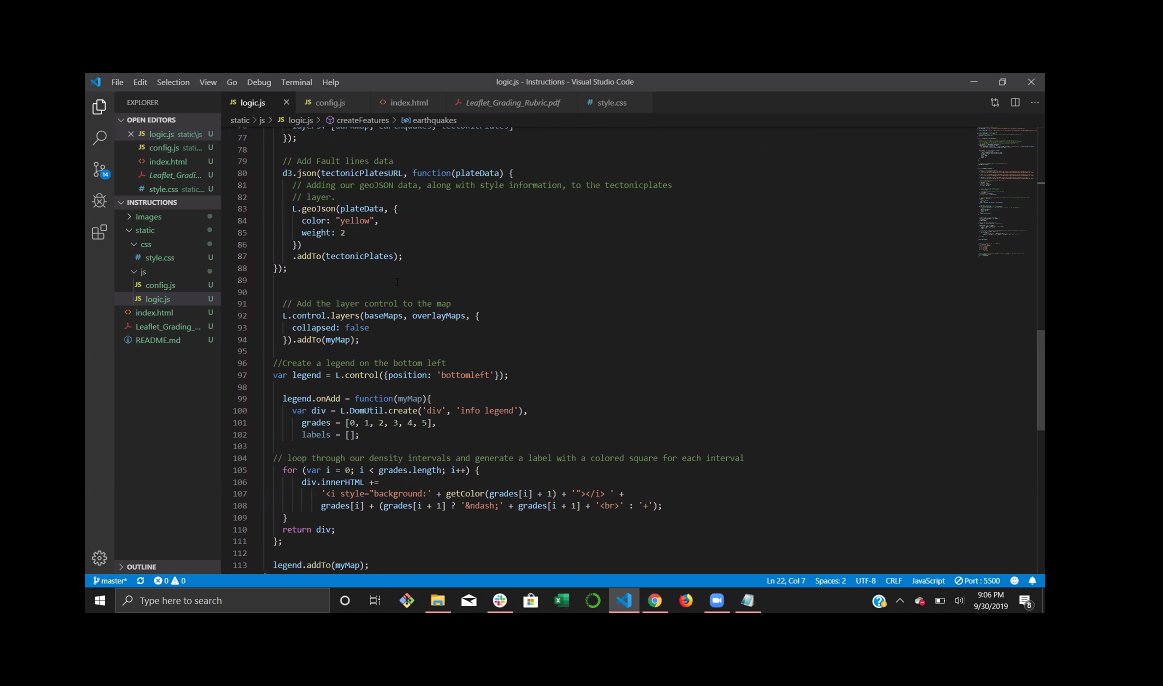 File Edit Selection View Go Debug Terminal Help
logic.js - Instructions - Visual Studio Code
EXPLORER
JS logic.js
JS config.js
<> index.html
Leaflet_Grading_Rubric.pdf
# style.css
static > js > JS logic.js > createFeatures > earthquakes
OPEN EDITORS
JS logic.js static\js U
JS config.js stati... U
<> index.html U
Leaflet_Gradi... U
# style.css static... U
14
INSTRUCTIONS
Images
static
css
# style.css U
js
JS config.js U
JS logic.js U
<> index.html U
Leaflet_Grading_... U
README.md U
OUTLINE
77 });
78
79 // Add Fault lines data
80 d3.json(tectonicPlatesURL, function(plateData) {
81 // Adding our geoJSON data, along with style information, to the tectonicplates
82 // layer.
83 L.geoJson(plateData, {
84 color: "yellow",
85 weight: 2
86 })
87 .addTo(tectonicPlates);
88 });
89
90
91 // Add the layer control to the map
92 L.control.layers(baseMaps, overlayMaps, {
93 collapsed: false
94 }).addTo(myMap);
95
96 //Create a legend on the bottom left
97 var legend = L.control({position: 'bottomleft'});
98
99 legend.onAdd = function(myMap){
100 var div = L.DomUtil.create('div', 'info legend'),
101 grades = [0, 1, 2, 3, 4, 5],
102 labels = [];
103
104 // loop through our density intervals and generate a label with a colored square for each interval
105 for (var i = 0; i < grades.length; i++) {
106 div.innerHTML +=
107 '<i style="background:' + getColor(grades[i] + 1) + '"></i> ' +
108 grades[i] + (grades[i + 1] ? '&ndash;' + grades[i + 1] + '<br>' : '+');
109 }
110 return div;
111 };
112
113 legend.addTo(myMap);
master* 0 0
Ln 22, Col 7 Spaces: 2 UTF-8 CRLF JavaScript Port : 5500
Type here to search
9:06 PM
9/30/2019
8